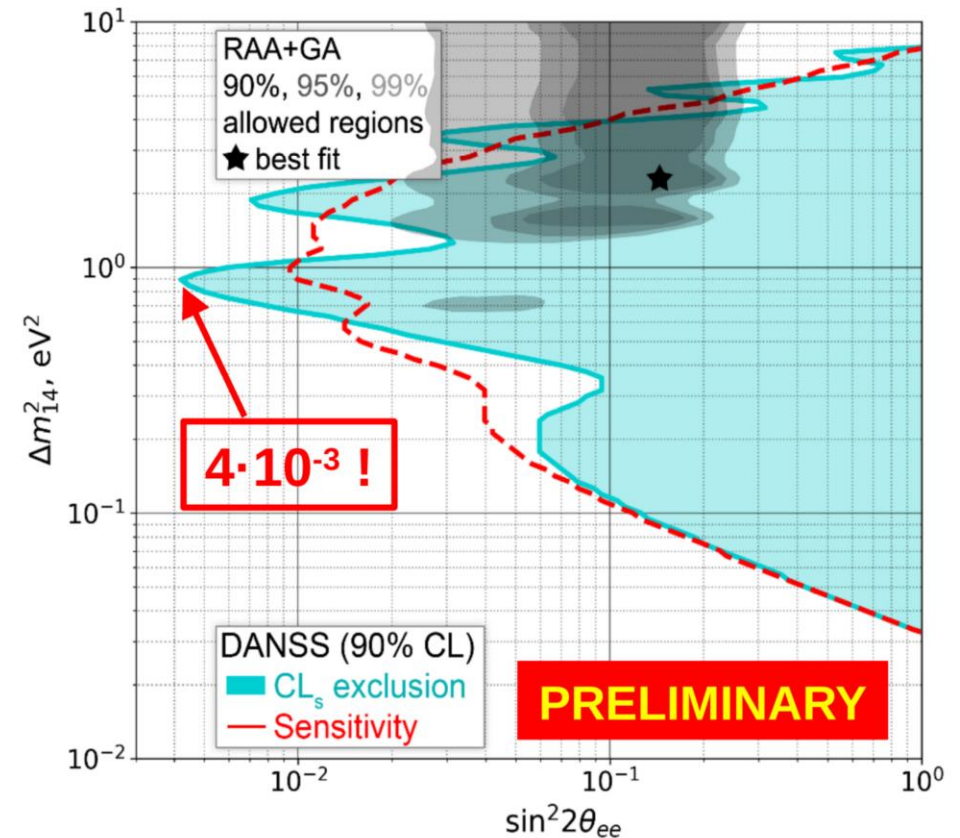 10¹
RAA+GA
90%, 95%, 99%
allowed regions
★ best fit
10⁰
Δm²₁₄, eV²
4·10⁻³ !
10⁻¹
DANSS (90% CL)
CLₛ exclusion
Sensitivity
PRELIMINARY
10⁻²
10⁻² 10⁻¹ 10⁰
sin²2θₑₑ